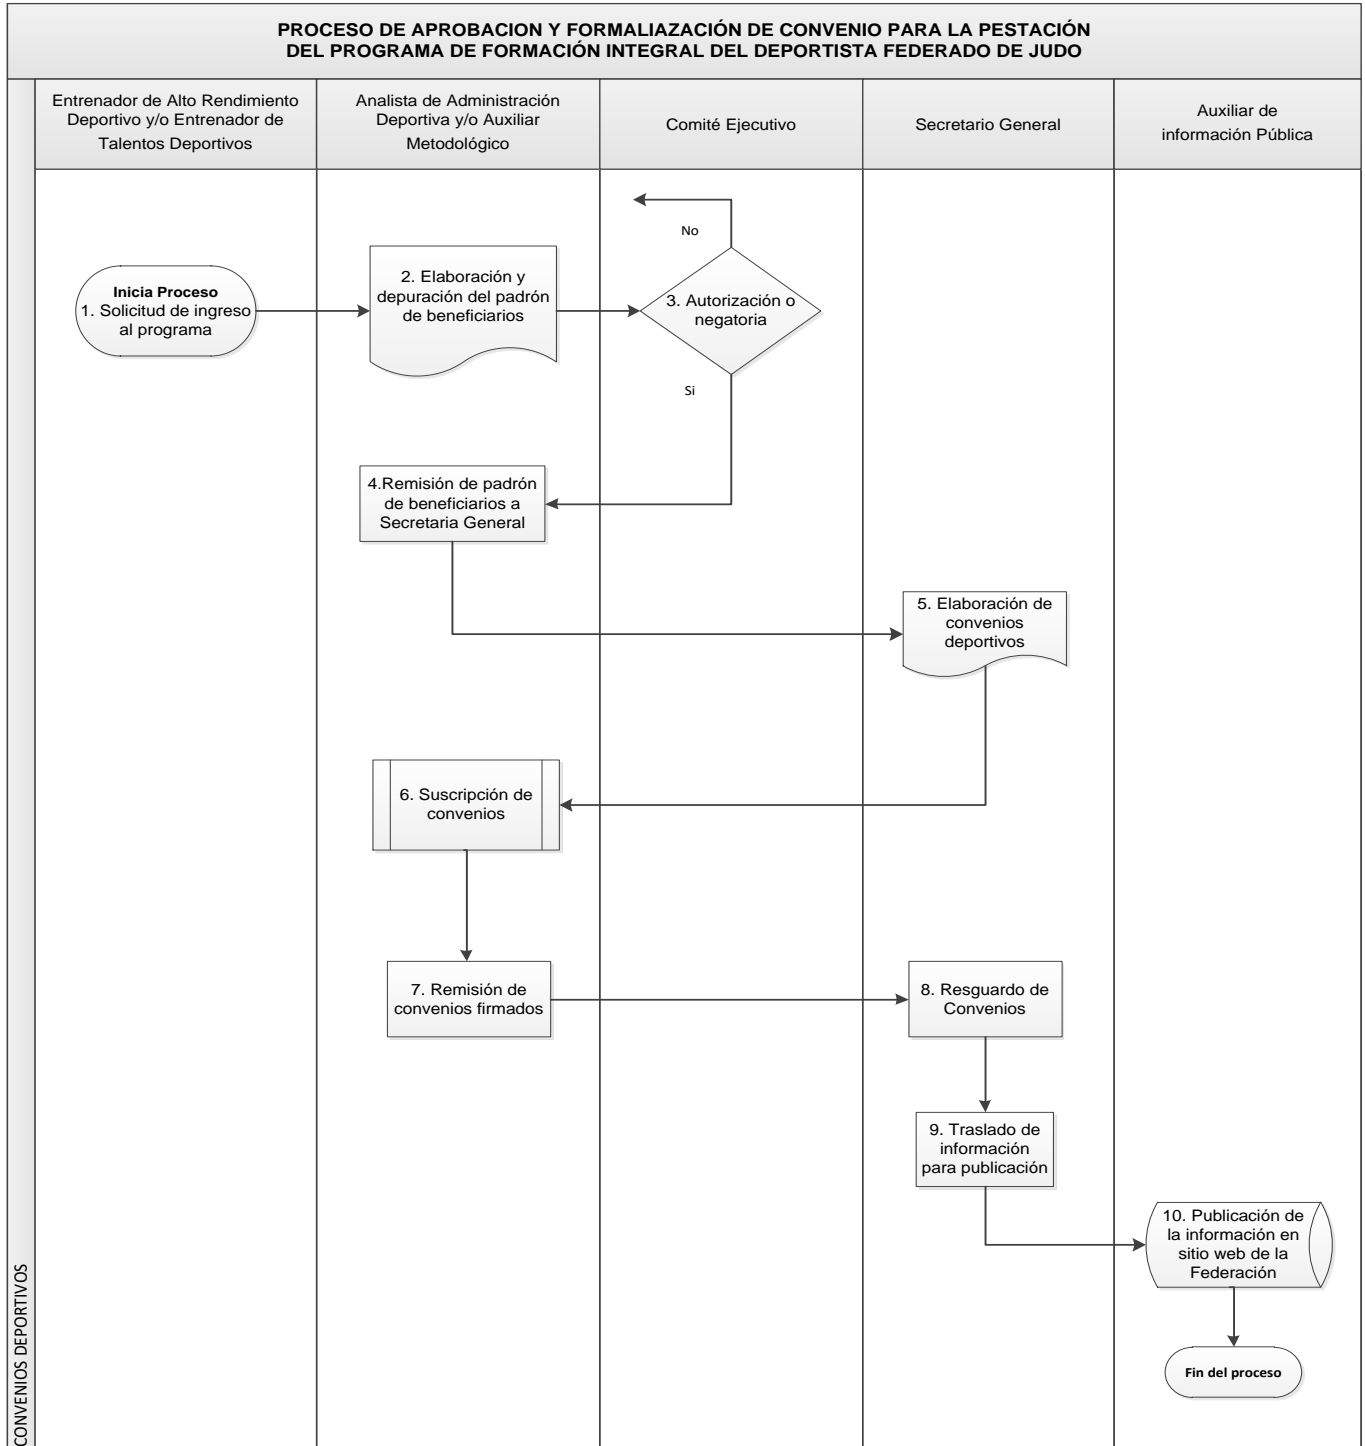 PROCESO DE APROBACION Y FORMALIAZACIÓN DE CONVENIO PARA LA PESTACIÓN
DEL PROGRAMA DE FORMACIÓN INTEGRAL DEL DEPORTISTA FEDERADO DE JUDO
Entrenador de Alto Rendimiento
Deportivo y/o Entrenador de
Talentos Deportivos
Analista de Administración
Deportiva y/o Auxiliar
Metodológico
Comité Ejecutivo
Secretario General
Auxiliar de
información Pública
Inicia Proceso
1. Solicitud de ingreso
al programa
2. Elaboración y
depuración del padrón
de beneficiarios
No
3. Autorización o
negatoria
Si
4.Remisión de padrón
de beneficiarios a
Secretaria General
5. Elaboración de
convenios
deportivos
6. Suscripción de
convenios
7. Remisión de
convenios firmados
8. Resguardo de
Convenios
9. Traslado de
información
para publicación
10. Publicación de
la información en
sitio web de la
Federación
Fin del proceso
CONVENIOS DEPORTIVOS